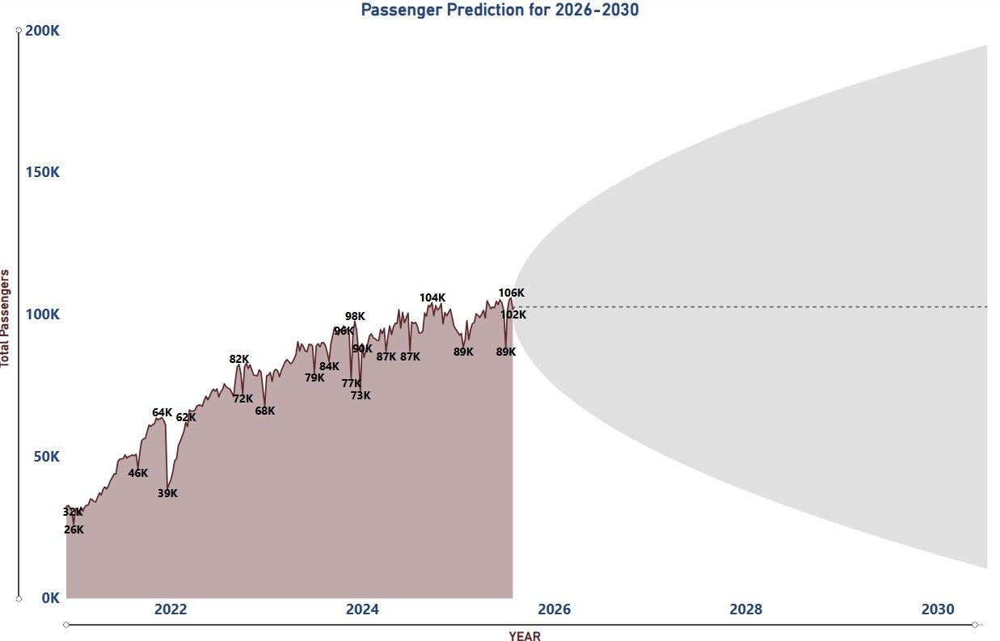 Passenger Prediction for 2026-2030
200K
150K
100K
50K
0K
Total Passengers
32K
26K
46K
64K
39K
62K
82K
72K
68K
79K
84K
96K
98K
77K
90K
73K
87K
87K
104K
89K
106K
102K
89K
2022
2024
2026
2028
2030
YEAR